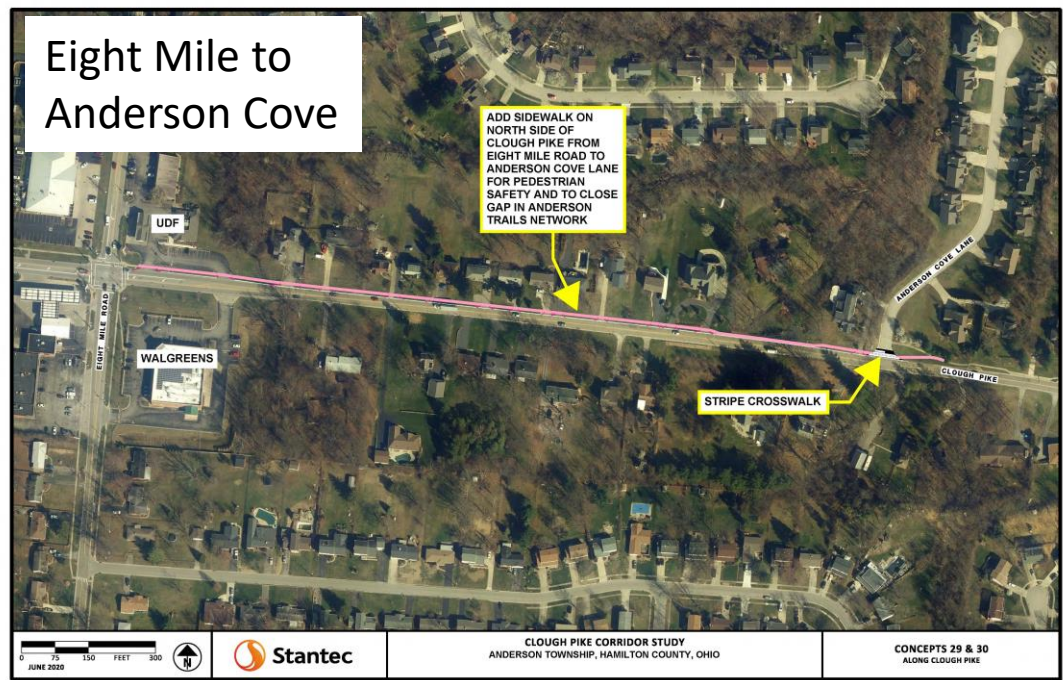 Eight Mile to
Anderson Cove
ADD SIDEWALK ON
NORTH SIDE OF
CLOUGH PIKE FROM
EIGHT MILE ROAD TO
ANDERSON COVE LANE
FOR PEDESTRIAN
SAFETY AND TO CLOSE
GAP IN ANDERSON
TRAILS NETWORK
UDF
ANDERSON COVE LANE
EIGHT MILE ROAD
WALGREENS
CLOUGH PIKE
STRIPE CROSSWALK
0 75 150 FEET 300
JUNE 2020
N
Stantec
CLOUGH PIKE CORRIDOR STUDY
ANDERSON TOWNSHIP, HAMILTON COUNTY, OHIO
CONCEPTS 29 & 30
ALONG CLOUGH PIKE